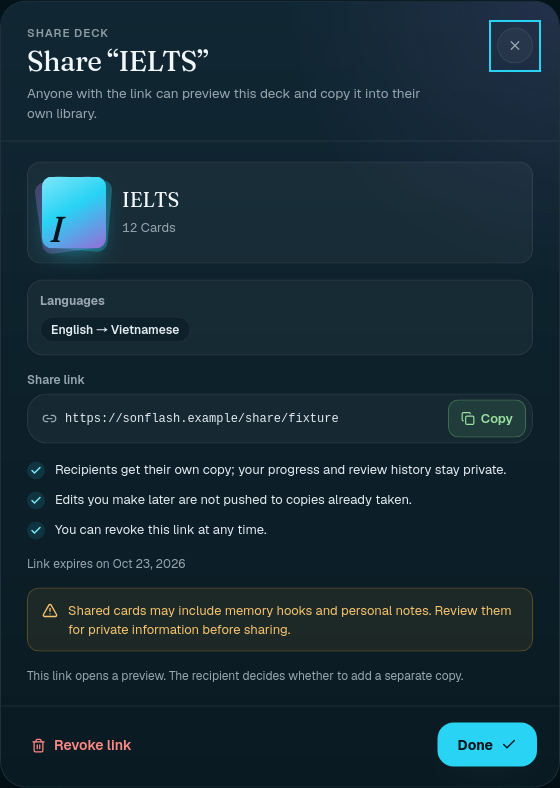 SHARE DECK
Share “IELTS”
Anyone with the link can preview this deck and copy it into their
own library.
I
IELTS
12 Cards
Languages
English → Vietnamese
Share link
https://sonflash.example/share/fixture
Copy
Recipients get their own copy; your progress and review history stay private.
Edits you make later are not pushed to copies already taken.
You can revoke this link at any time.
Link expires on Oct 23, 2026
Shared cards may include memory hooks and personal notes. Review them
for private information before sharing.
This link opens a preview. The recipient decides whether to add a separate copy.
Revoke link
Done